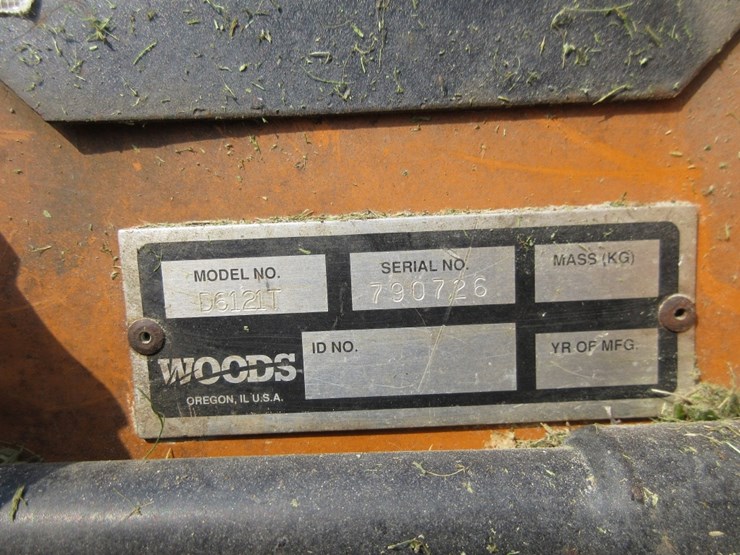 MODEL NO.
D6121T
SERIAL NO.
790726
MASS (KG)
WOODS
OREGON, IL U.S.A.
ID NO.
YR OF MFG.